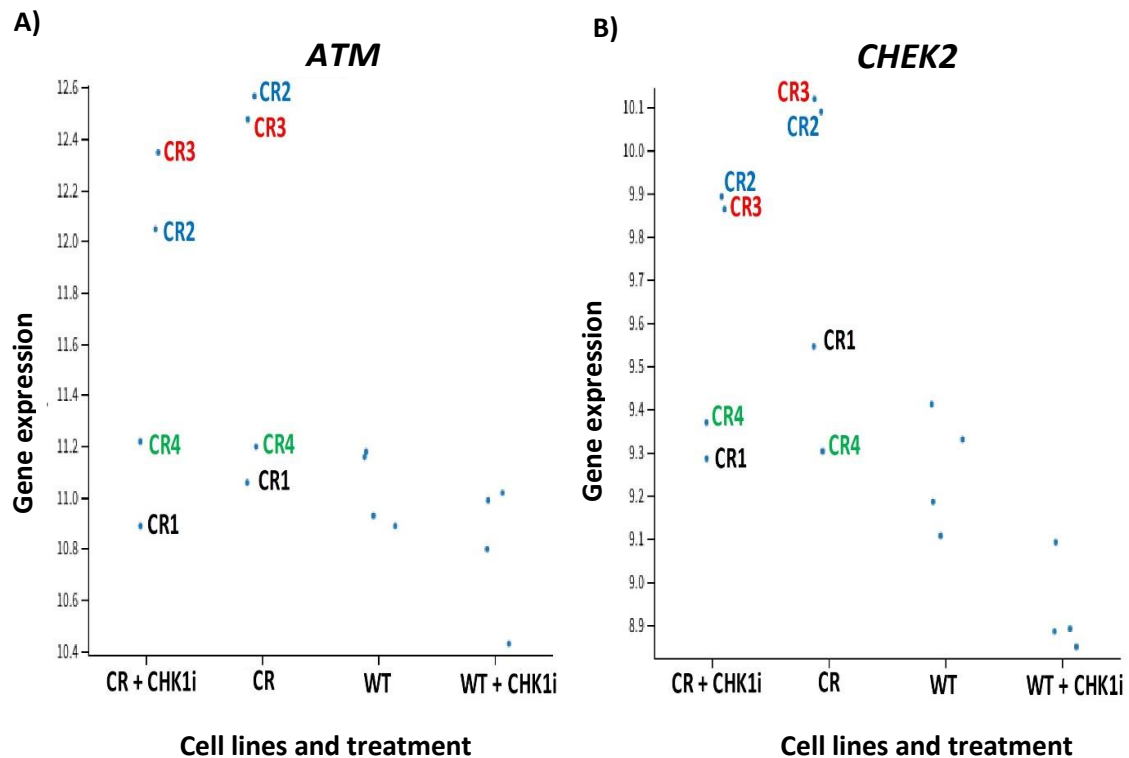 A)
ATM
12.6
12.4
12.2
12.0
11.8
11.6
11.4
11.2
11.0
10.8
10.6
10.4
Gene expression
CR2
CR3
CR3
CR2
CR4
CR4
CR1
CR1
CR + CHK1i
CR
WT
WT + CHK1i
Cell lines and treatment
B)
CHEK2
10.1
10.0
9.9
9.8
9.7
9.6
9.5
9.4
9.3
9.2
9.1
9.0
8.9
Gene expression
CR3
CR2
CR2
CR3
CR1
CR4
CR4
CR1
CR + CHK1i
CR
WT
WT + CHK1i
Cell lines and treatment